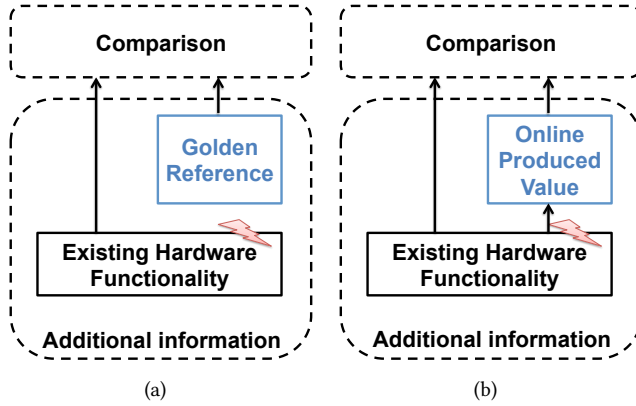 Comparison
Golden
Reference
Existing Hardware
Functionality
Additional information
(a)
Comparison
Online
Produced
Value
Existing Hardware
Functionality
Additional information
(b)